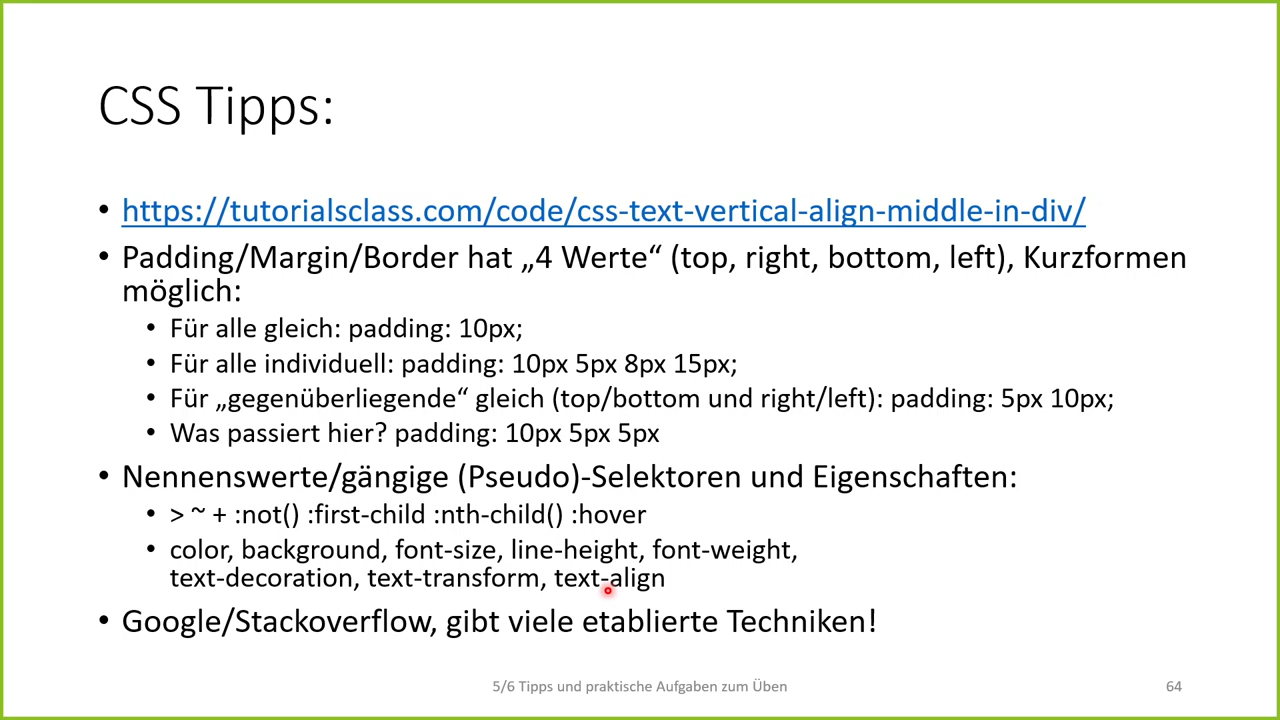 CSS Tipps:
• https://tutorialsclass.com/code/css-text-vertical-align-middle-in-div/
• Padding/Margin/Border hat „4 Werte“ (top, right, bottom, left), Kurzformen
möglich:
• Für alle gleich: padding: 10px;
• Für alle individuell: padding: 10px 5px 8px 15px;
• Für „gegenüberliegende“ gleich (top/bottom und right/left): padding: 5px 10px;
• Was passiert hier? padding: 10px 5px 5px
• Nennenswerte/gängige (Pseudo)-Selektoren und Eigenschaften:
• > ~ + :not() :first-child :nth-child() :hover
• color, background, font-size, line-height, font-weight,
text-decoration, text-transform, text-align
• Google/Stackoverflow, gibt viele etablierte Techniken!
5/6 Tipps und praktische Aufgaben zum Üben
64